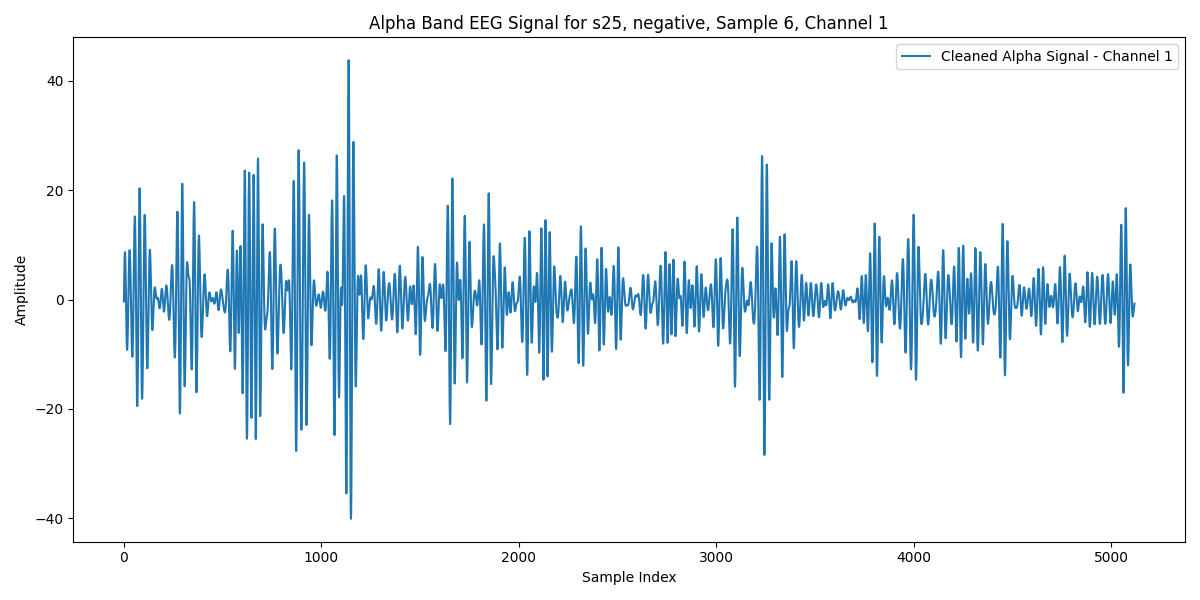 Alpha Band EEG Signal for s25, negative, Sample 6, Channel 1
Cleaned Alpha Signal - Channel 1
Amplitude
40
20
0
−20
−40
0 1000 2000 3000 4000 5000
Sample Index